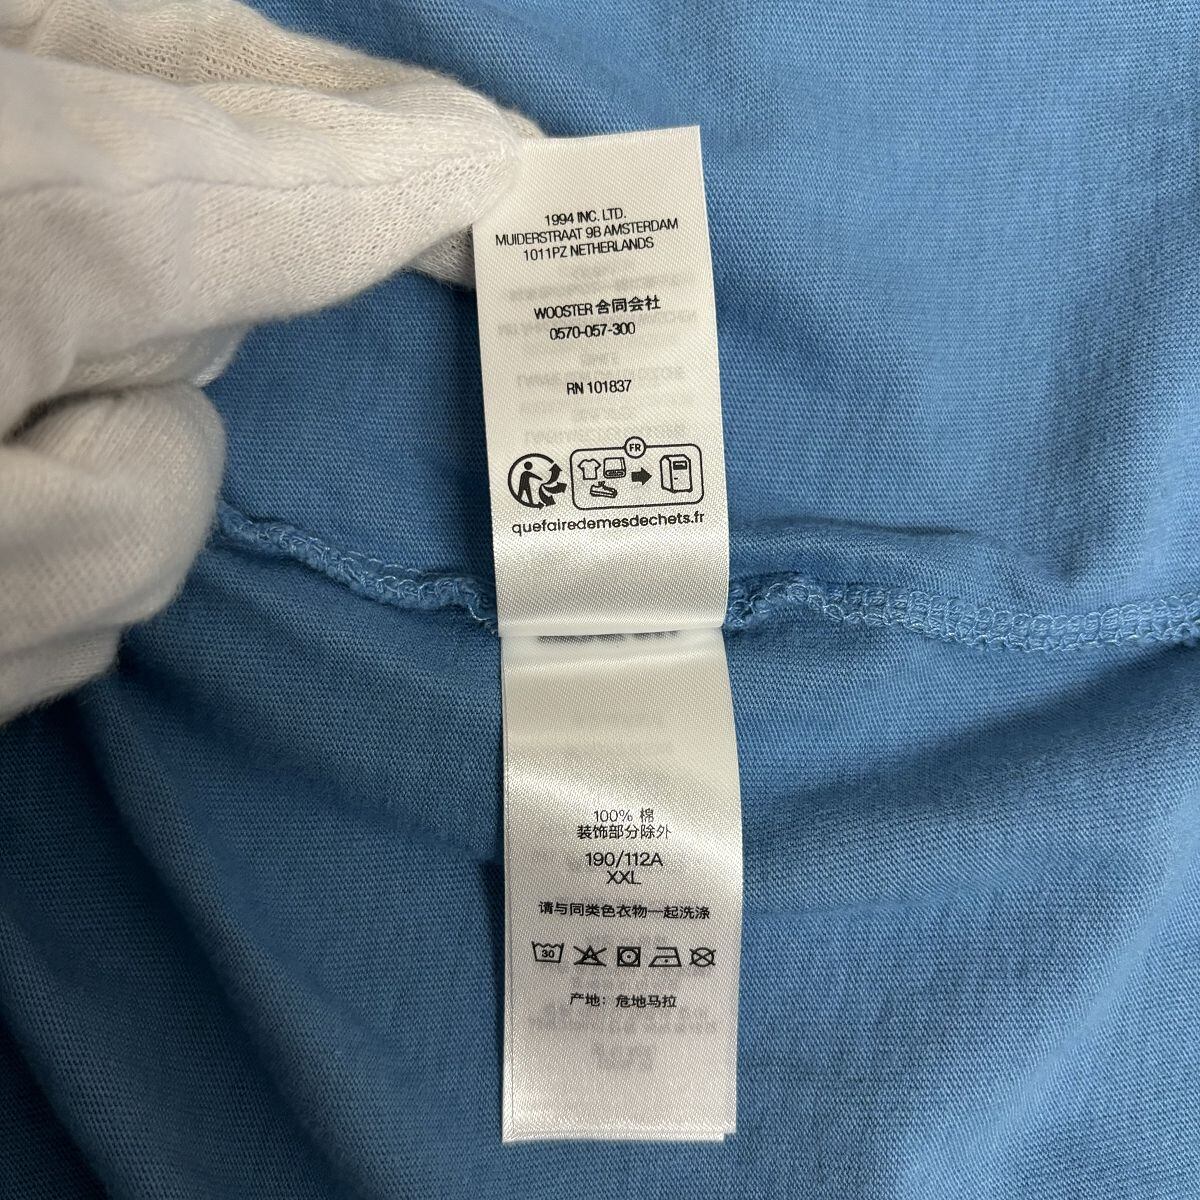 1994 INC. LTD.
MUIDERSTRAAT 9B AMSTERDAM
1011PZ NETHERLANDS
WOOSTER 合同会社
0570-057-300
RN 101837
FR
quefairedemesdechets.fr
100% 棉
装饰部分除外
190/112A
XXL
请与同类色衣物一起洗涤
30
产地：危地马拉